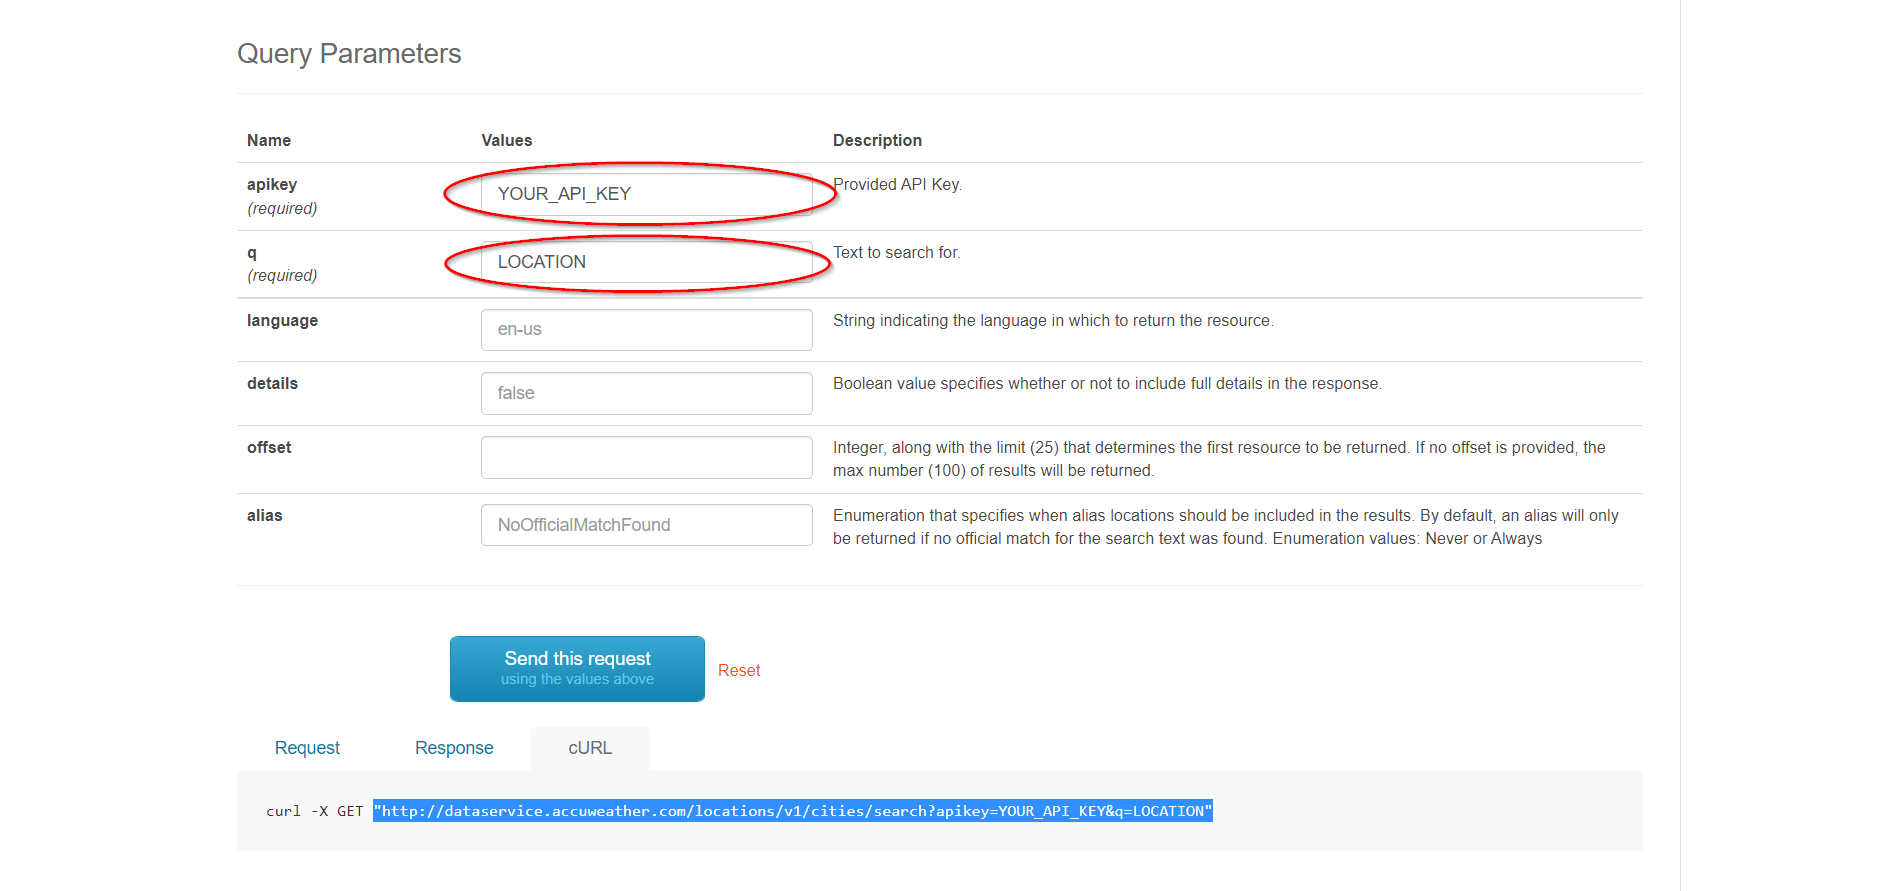 Query Parameters
Name Values Description
apikey YOUR_API_KEY Provided API Key.
(required)
q LOCATION Text to search for.
(required)
language en-us String indicating the language in which to return the resource.
details false Boolean value specifies whether or not to include full details in the response.
offset Integer, along with the limit (25) that determines the first resource to be returned. If no offset is provided, the
max number (100) of results will be returned.
alias NoOfficialMatchFound Enumeration that specifies when alias locations should be included in the results. By default, an alias will only
be returned if no official match for the search text was found. Enumeration values: Never or Always
Send this request
using the values above
Reset
Request Response cURL
curl -X GET "http://dataservice.accuweather.com/locations/v1/cities/search?apikey=YOUR_API_KEY&q=LOCATION"